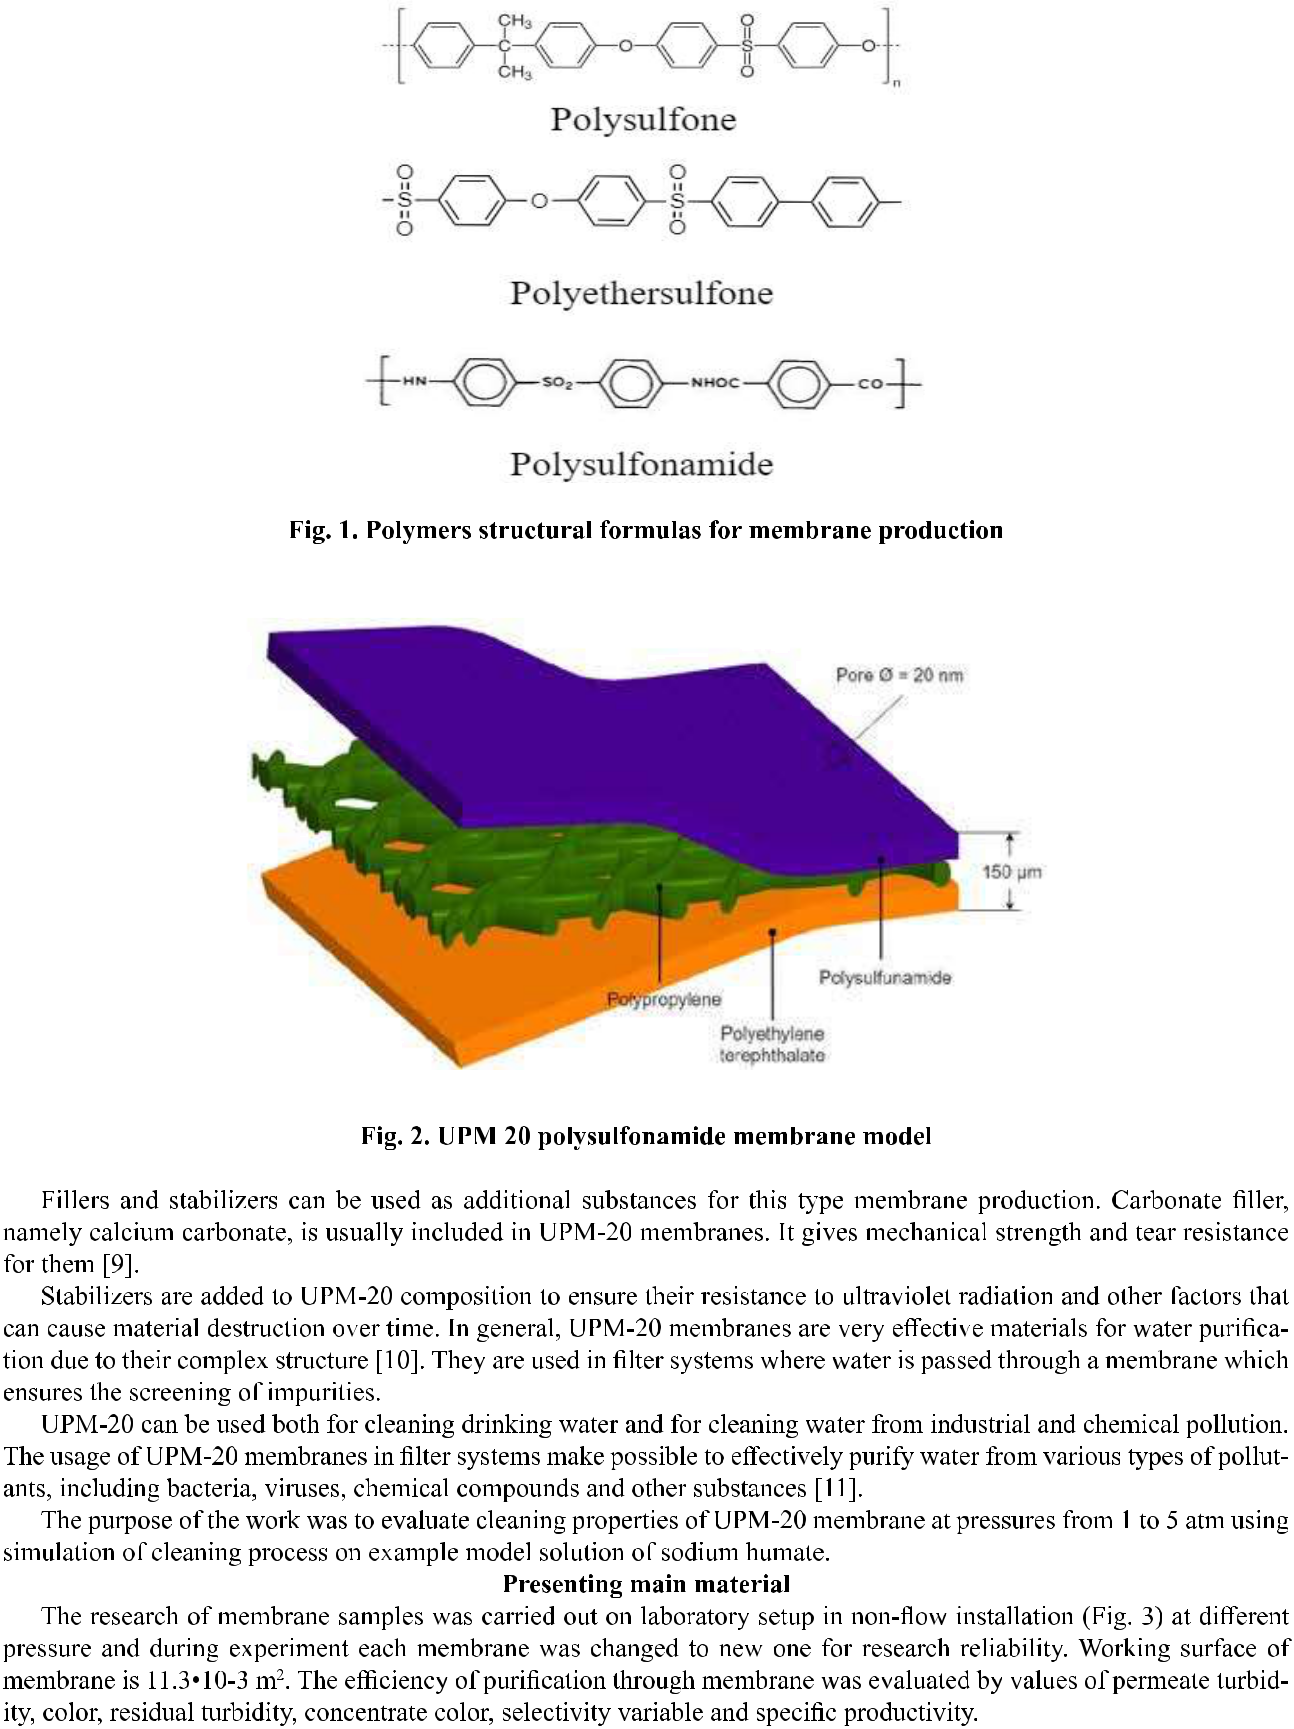 CH3
C
CH3
O
O
S
O
O
n
Polysulfone
O
S
O
O
O
S
O
Polyethersulfone
HN
SO2
NHOC
CO
Polysulfonamide
Fig. 1. Polymers structural formulas for membrane production
Pore Ø = 20 nm
150 µm
Polysulfunamide
Polypropylene
Polyethylene
terephthalate
Fig. 2. UPM 20 polysulfonamide membrane model
Fillers and stabilizers can be used as additional substances for this type membrane production. Carbonate filler,
namely calcium carbonate, is usually included in UPM-20 membranes. It gives mechanical strength and tear resistance
for them [9].
Stabilizers are added to UPM-20 composition to ensure their resistance to ultraviolet radiation and other factors that
can cause material destruction over time. In general, UPM-20 membranes are very effective materials for water purifica-
tion due to their complex structure [10]. They are used in filter systems where water is passed through a membrane which
ensures the screening of impurities.
UPM-20 can be used both for cleaning drinking water and for cleaning water from industrial and chemical pollution.
The usage of UPM-20 membranes in filter systems make possible to effectively purify water from various types of pollut-
ants, including bacteria, viruses, chemical compounds and other substances [11].
The purpose of the work was to evaluate cleaning properties of UPM-20 membrane at pressures from 1 to 5 atm using
simulation of cleaning process on example model solution of sodium humate.
Presenting main material
The research of membrane samples was carried out on laboratory setup in non-flow installation (Fig. 3) at different
pressure and during experiment each membrane was changed to new one for research reliability. Working surface of
membrane is 11.3•10-3 m². The efficiency of purification through membrane was evaluated by values of permeate turbid-
ity, color, residual turbidity, concentrate color, selectivity variable and specific productivity.